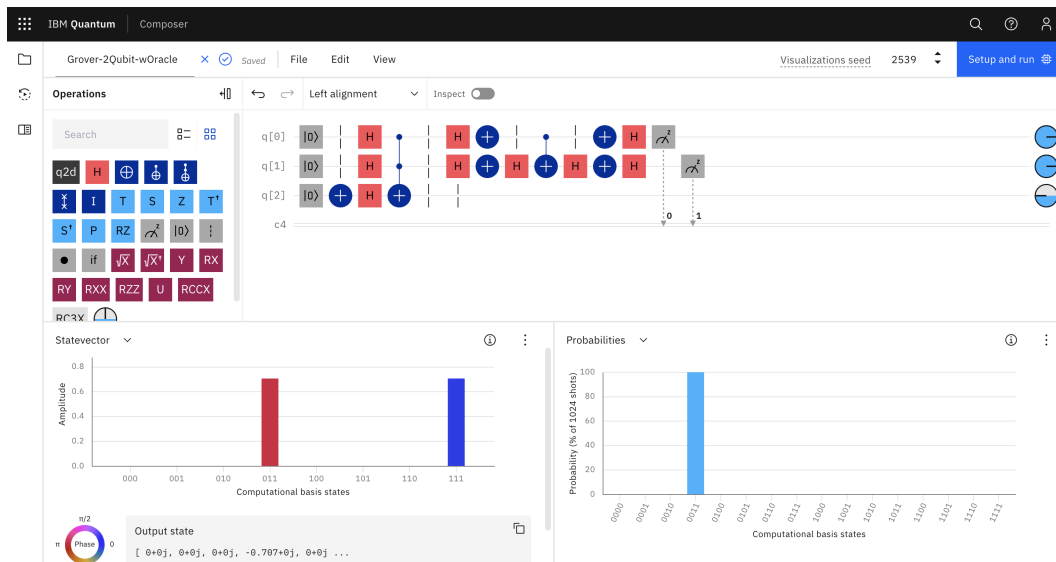 IBM Quantum Composer
Grover-2Qubit-wOracle Saved File Edit View Visualizations seed 2539 Setup and run
Operations Left alignment Inspect
Search
q2d H
I T S Z T†
S† P RZ z |0⟩
if √X √X† Y RX
RY RXX RZZ U RCCX
RC3X
q[0] |0⟩ H H H z
q[1] |0⟩ H H H H H z
q[2] |0⟩ H
c4 0 1
Statevector
Amplitude
0.8
0.6
0.4
0.2
0.0
000 001 010 011 100 101 110 111
Computational basis states
π/2
π Phase 0
Output state
[ 0+0j, 0+0j, 0+0j, -0.707+0j, 0+0j ...
Probabilities
Probability (% of 1024 shots)
100
80
60
40
20
0
0000 0001 0010 0011 0100 0101 0110 0111 1000 1001 1010 1011 1100 1101 1110 1111
Computational basis states